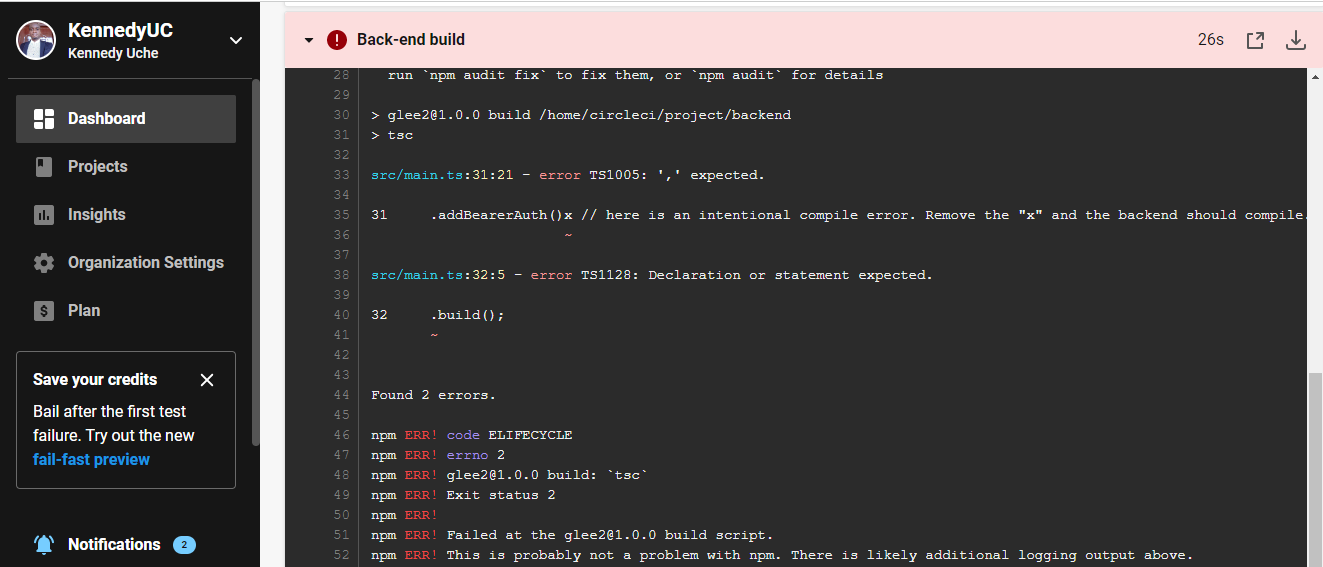 KennedyUC
Kennedy Uche
Dashboard
Projects
Insights
Organization Settings
Plan
Save your credits
Bail after the first test
failure. Try out the new
fail-fast preview
Notifications 2
Back-end build 26s
28 run `npm audit fix` to fix them, or `npm audit` for details
29
30 > glee2@1.0.0 build /home/circleci/project/backend
31 > tsc
32
33 src/main.ts:31:21 - error TS1005: ',' expected.
34
35 31 .addBearerAuth()x // here is an intentional compile error. Remove the "x" and the backend should compile.
36 ~
37
38 src/main.ts:32:5 - error TS1128: Declaration or statement expected.
39
40 32 .build();
41 ~
42
43
44 Found 2 errors.
45
46 npm ERR! code ELIFECYCLE
47 npm ERR! errno 2
48 npm ERR! glee2@1.0.0 build: `tsc`
49 npm ERR! Exit status 2
50 npm ERR!
51 npm ERR! Failed at the glee2@1.0.0 build script.
52 npm ERR! This is probably not a problem with npm. There is likely additional logging output above.